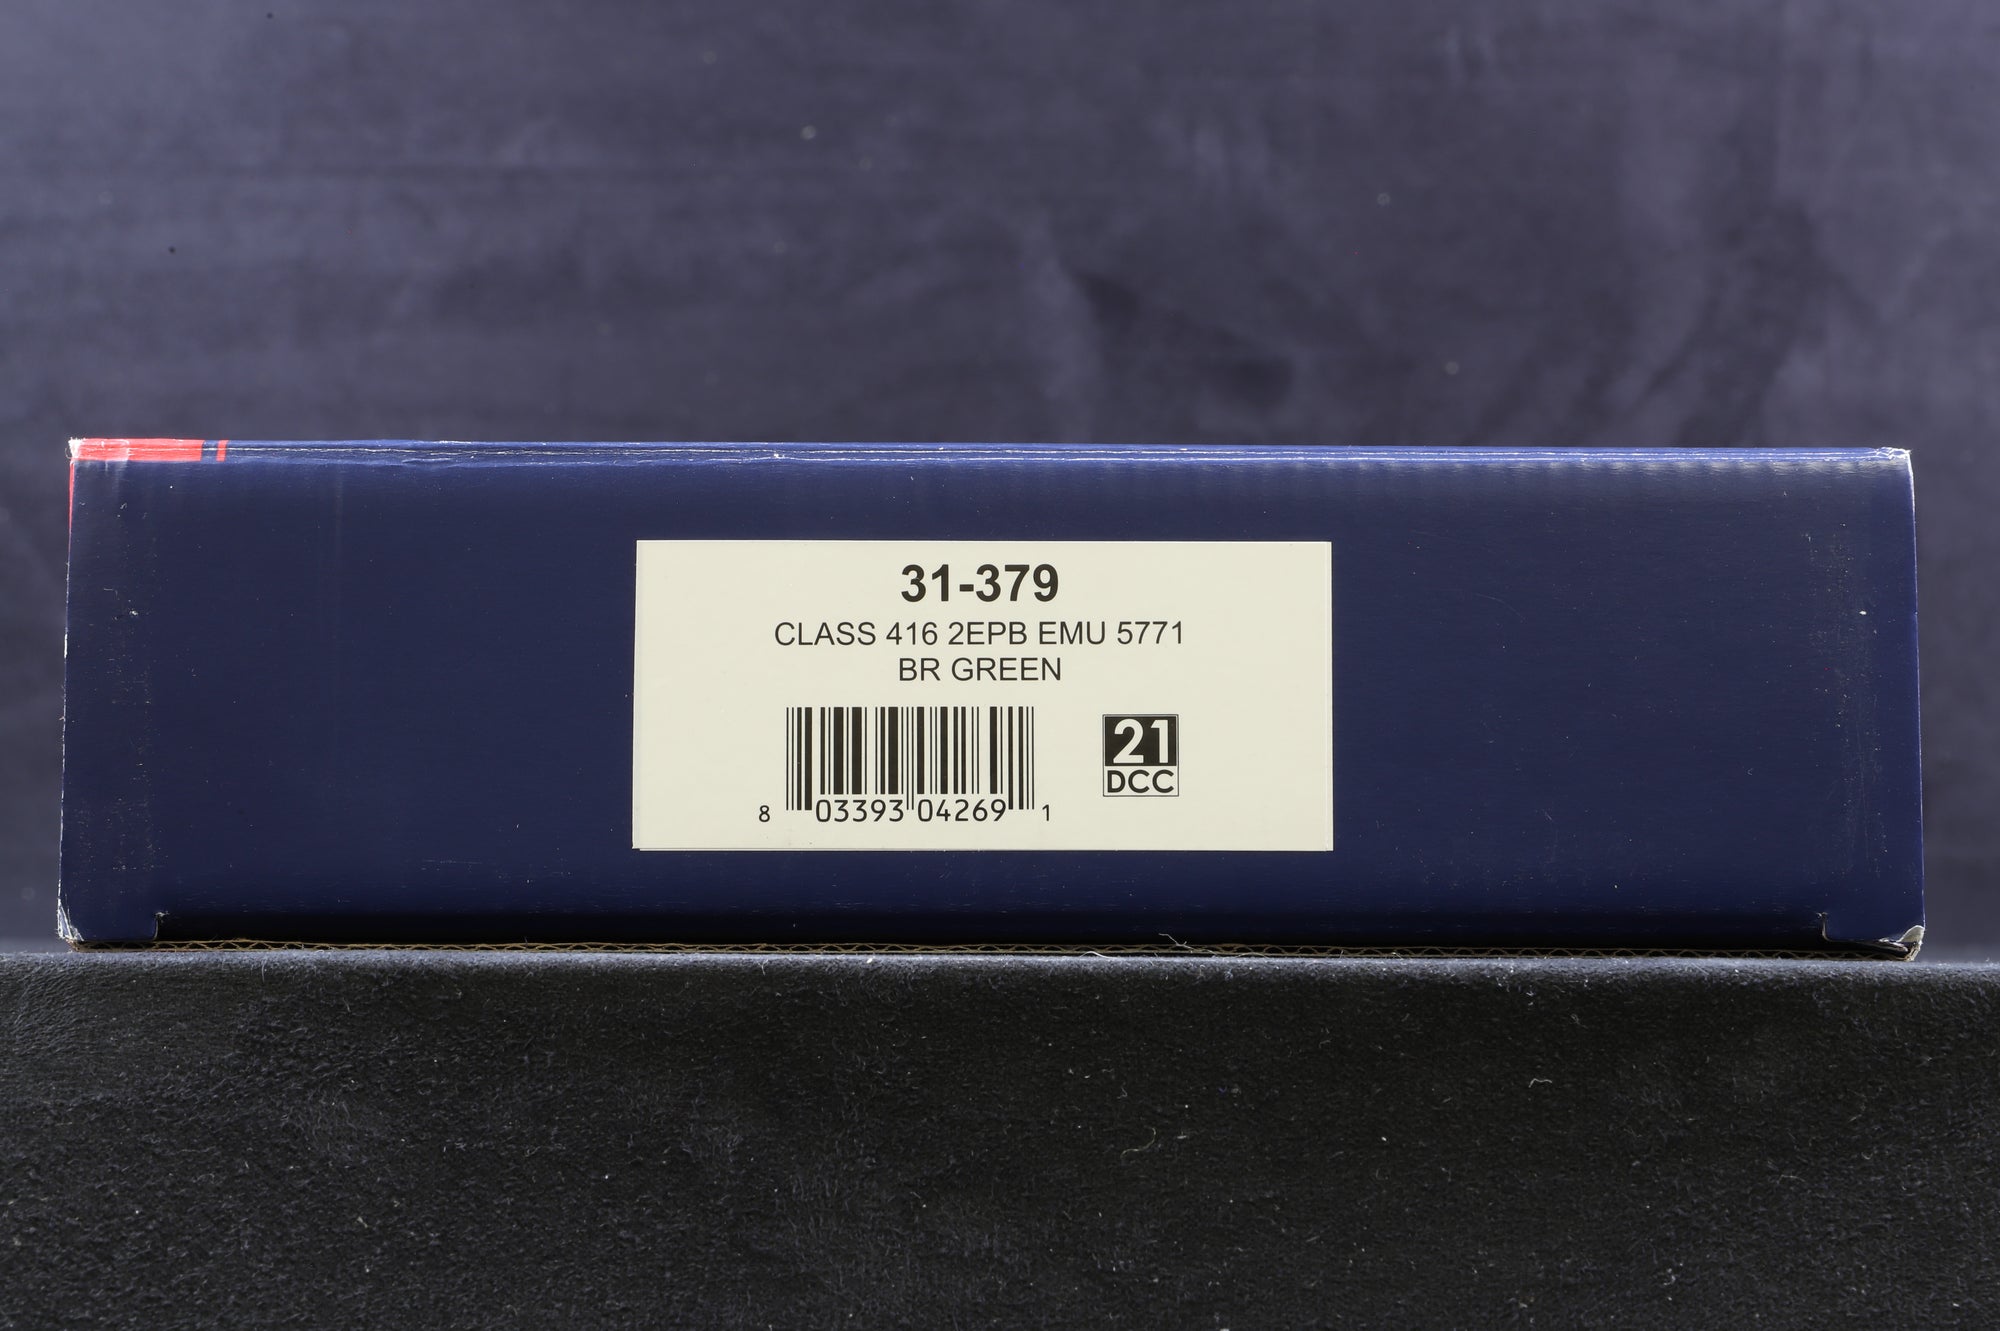 31-379
CLASS 416 2EPB EMU 5771
BR GREEN
8 03393 04269 1
21
DCC